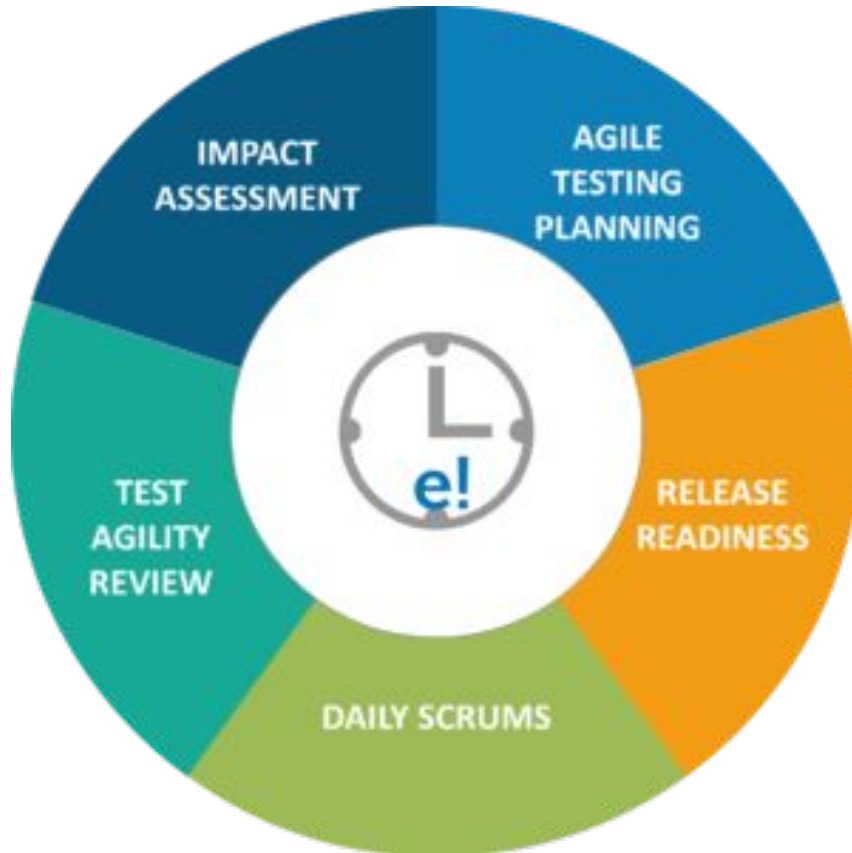 IMPACT
ASSESSMENT
AGILE
TESTING
PLANNING
RELEASE
READINESS
DAILY SCRUMS
TEST
AGILITY
REVIEW
e!